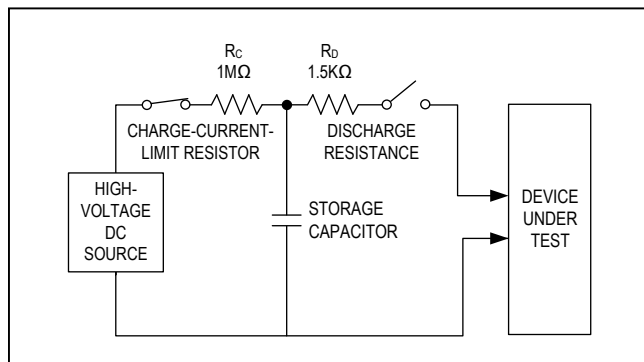 RC
1MΩ
RD
1.5KΩ
CHARGE-CURRENT-
LIMIT RESISTOR
DISCHARGE
RESISTANCE
HIGH-
VOLTAGE
DC
SOURCE
STORAGE
CAPACITOR
DEVICE
UNDER
TEST